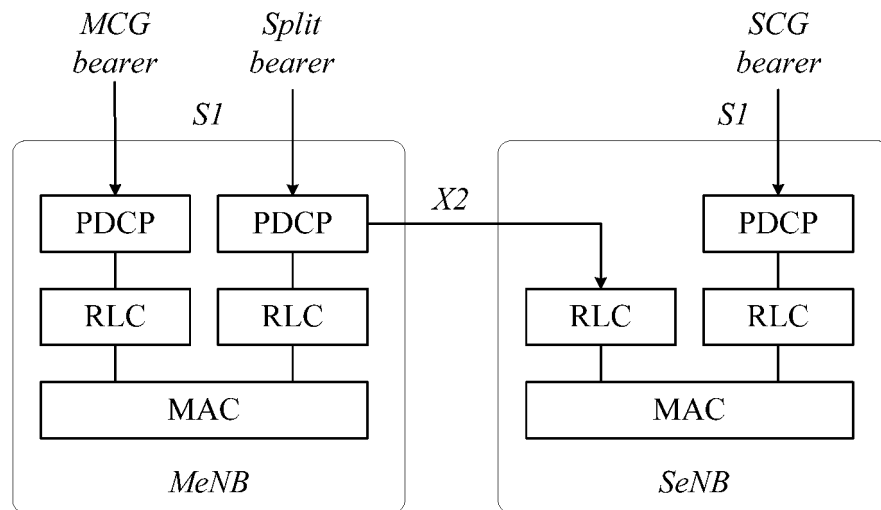 MCG bearer
Split bearer
SCG bearer
S1
S1
X2
PDCP
PDCP
PDCP
RLC
RLC
RLC
RLC
MAC
MAC
MeNB
SeNB